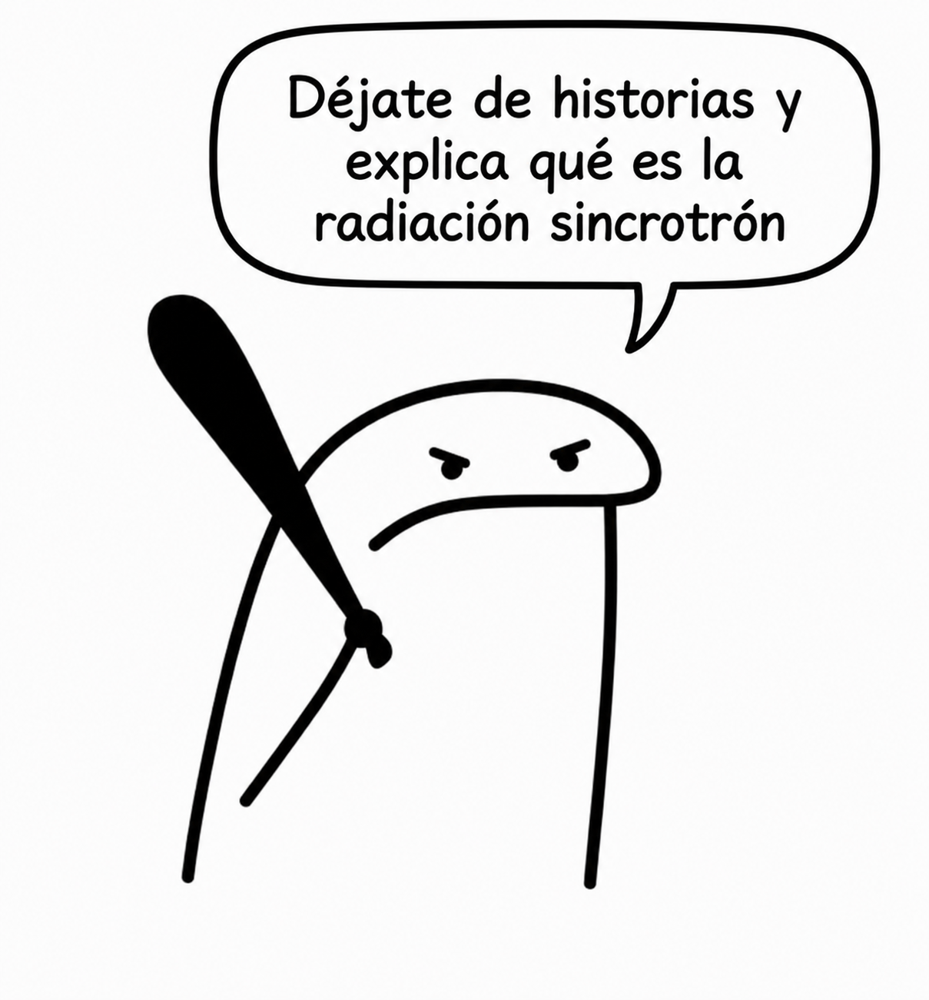 Déjate de historias y
explica qué es la
radiación sincrotrón